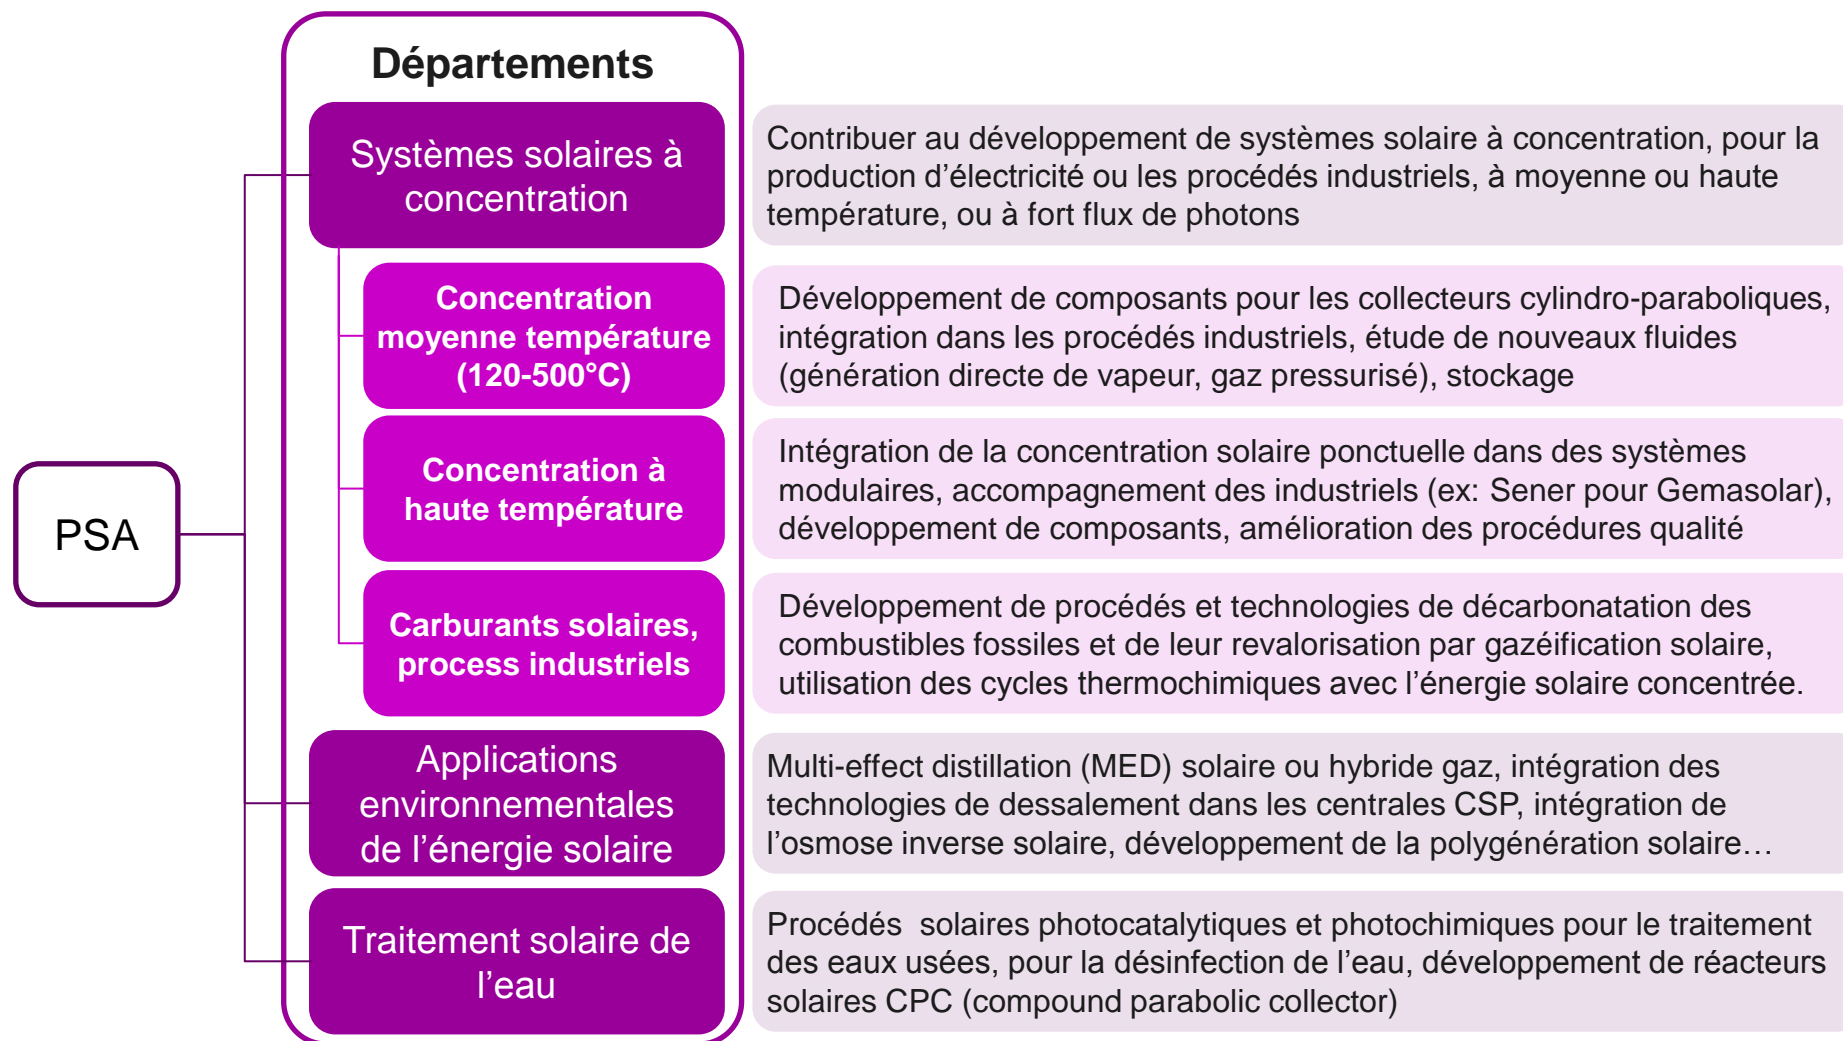 Départements
Systèmes solaires à
concentration
Contribuer au développement de systèmes solaire à concentration, pour la
production d’électricité ou les procédés industriels, à moyenne ou haute
température, ou à fort flux de photons
Concentration
moyenne température
(120-500°C)
Développement de composants pour les collecteurs cylindro-paraboliques,
intégration dans les procédés industriels, étude de nouveaux fluides
(génération directe de vapeur, gaz pressurisé), stockage
Concentration à
haute température
Intégration de la concentration solaire ponctuelle dans des systèmes
modulaires, accompagnement des industriels (ex: Sener pour Gemasolar),
développement de composants, amélioration des procédures qualité
PSA
Carburants solaires,
process industriels
Développement de procédés et technologies de décarbonatation des
combustibles fossiles et de leur revalorisation par gazéification solaire,
utilisation des cycles thermochimiques avec l’énergie solaire concentrée.
Applications
environnementales
de l’énergie solaire
Multi-effect distillation (MED) solaire ou hybride gaz, intégration des
technologies de dessalement dans les centrales CSP, intégration de
l’osmose inverse solaire, développement de la polygénération solaire…
Traitement solaire de
l’eau
Procédés  solaires photocatalytiques et photochimiques pour le traitement
des eaux usées, pour la désinfection de l’eau, développement de réacteurs
solaires CPC (compound parabolic collector)